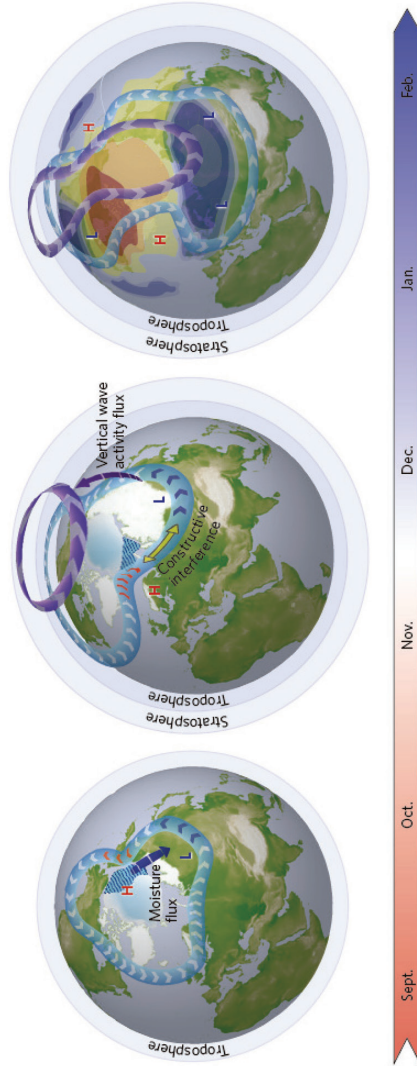 H
Moisture
flux
L
Troposphere
Vertical wave
activity flux
H
L
Constructive
interference
Troposphere
Stratosphere
H
L
H
L
L
Troposphere
Stratosphere
Sept.
Oct.
Nov.
Dec.
Jan.
Feb.